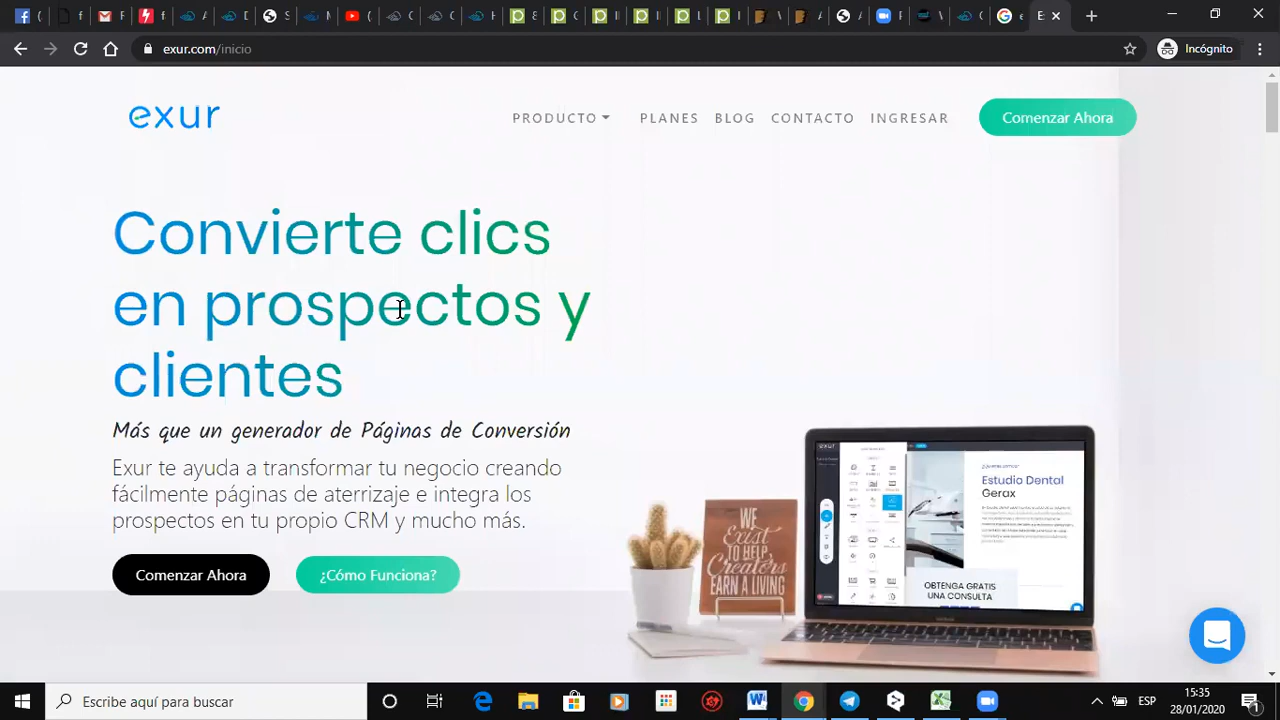 exur.com/inicio
Incógnito
exur
PRODUCTO
PLANES
BLOG
CONTACTO
INGRESAR
Comenzar Ahora
Convierte clics
en prospectos y
clientes
Más que un generador de Páginas de Conversión
Exur te ayuda a transformar tu negocio creando
fácilmente páginas de aterrizaje e integra los
prospectos en tu propio CRM y mucho más.
Comenzar Ahora
¿Cómo Funciona?
WE
EXIST
TO HELP
Creators
EARN A LIVING
exur
Estudio Dental
Gerax
OBTENGA GRATIS
UNA CONSULTA
Escribe aquí para buscar
ESP
15:35
28/01/2020